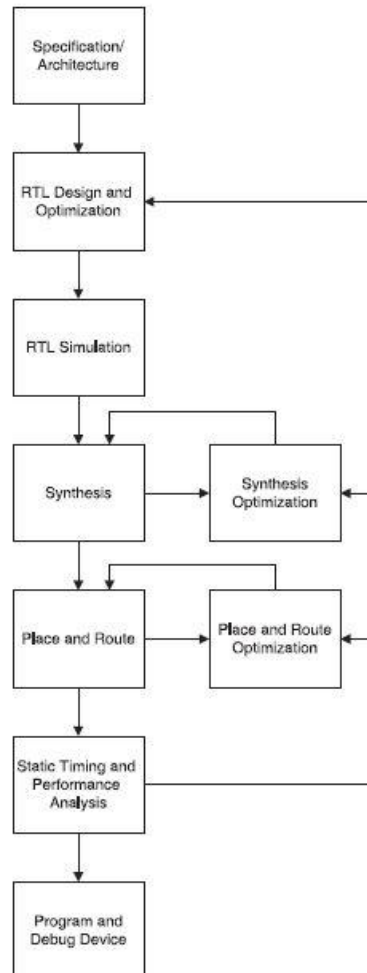 Specification/
Architecture
RTL Design and
Optimization
RTL Simulation
Synthesis
Synthesis
Optimization
Place and Route
Place and Route
Optimization
Static Timing and
Performance
Analysis
Program and
Debug Device